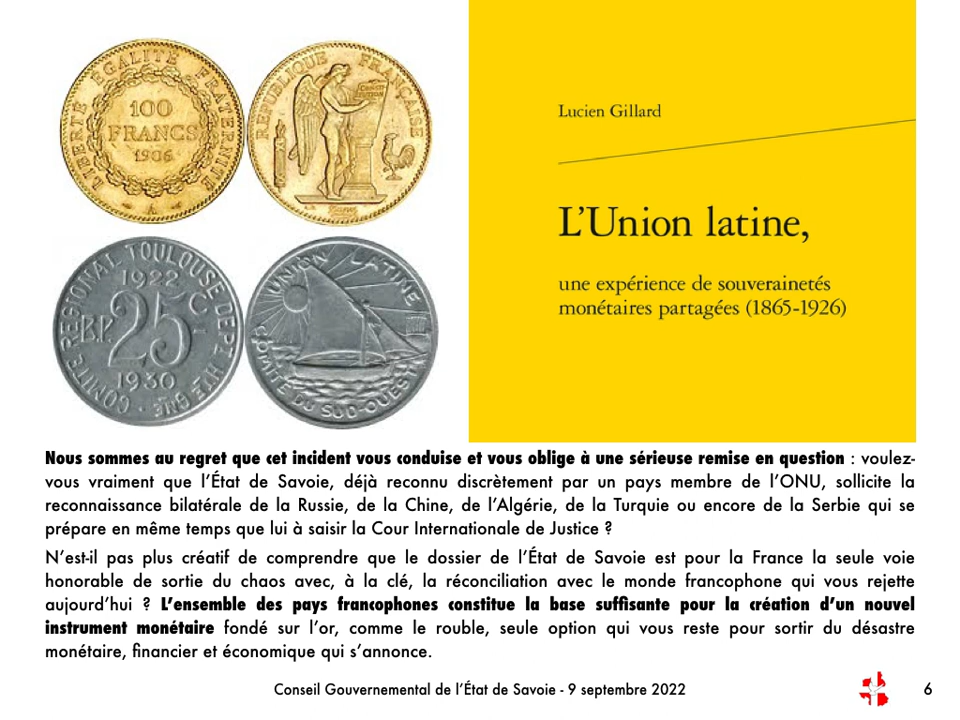 LIBERTÉ ÉGALITÉ FRATERNITÉ
100
FRANCS
1906
A
RÉPUBLIQUE FRANÇAISE
CONSTI
TUTION
COMITE REGIONAL TOULOUSE DEPT HTE GNE
1922
25 C
1930
UNION LATINE
COMITE DU SUD-OUEST
Lucien Gillard
L’Union latine,
une expérience de souverainetés
monétaires partagées (1865-1926)
Nous sommes au regret que cet incident vous conduise et vous oblige à une sérieuse remise en question : voulez-
vous vraiment que l’État de Savoie, déjà reconnu discrètement par un pays membre de l’ONU, sollicite la
reconnaissance bilatérale de la Russie, de la Chine, de l’Algérie, de la Turquie ou encore de la Serbie qui se
prépare en même temps que lui à saisir la Cour Internationale de Justice ?
N’est-il pas plus créatif de comprendre que le dossier de l’État de Savoie est pour la France la seule voie
honorable de sortie du chaos avec, à la clé, la réconciliation avec le monde francophone qui vous rejette
aujourd’hui ? L’ensemble des pays francophones constitue la base suffisante pour la création d’un nouvel
instrument monétaire fondé sur l’or, comme le rouble, seule option qui vous reste pour sortir du désastre
monétaire, financier et économique qui s’annonce.
Conseil Gouvernemental de l’État de Savoie - 9 septembre 2022
6